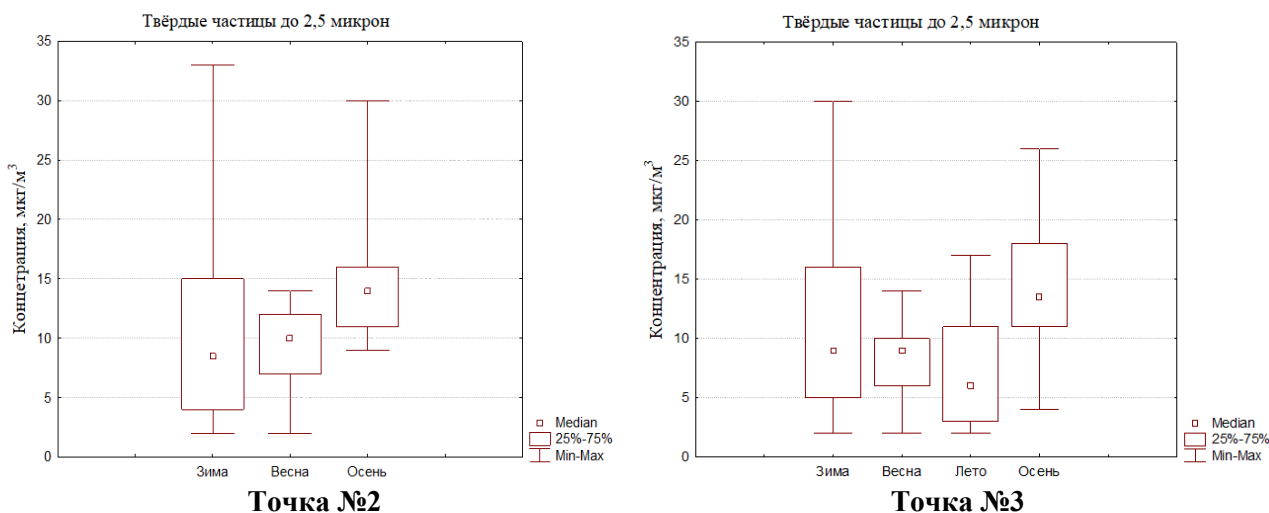 Твёрдые частицы до 2,5 микрон
Концетрация, мкг/м³
35
30
25
20
15
10
5
0
Зима Весна Осень
Median
25%-75%
Min-Max
Точка №2
Твёрдые частицы до 2,5 микрон
Концентрация, мкг/м³
35
30
25
20
15
10
5
0
Зима Весна Лето Осень
Median
25%-75%
Min-Max
Точка №3